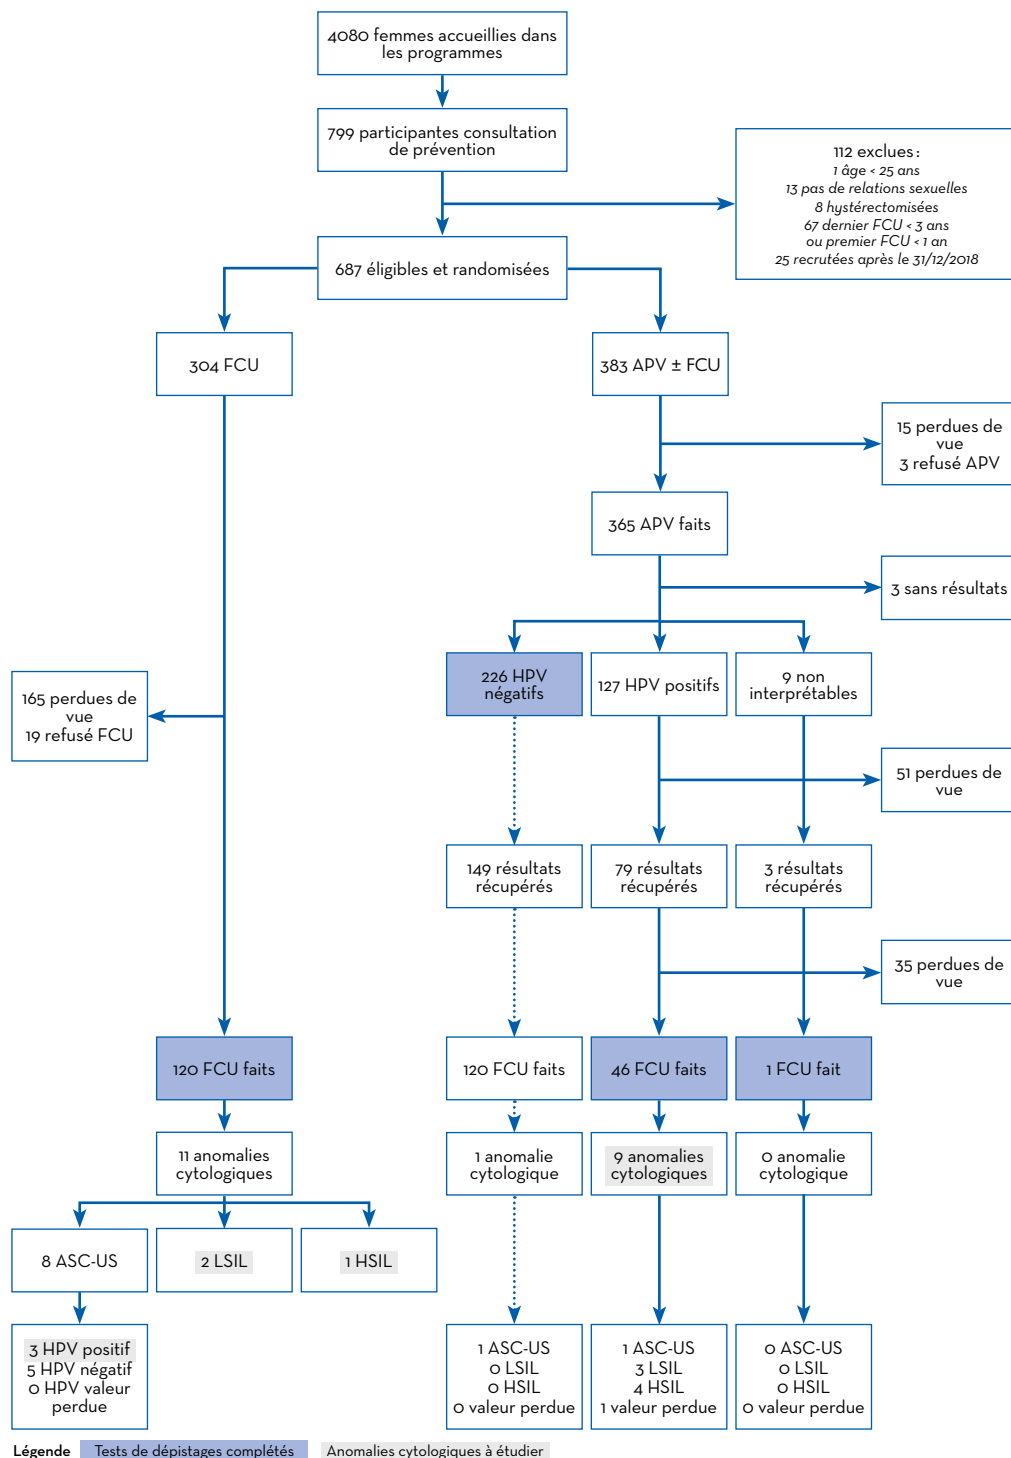 4080 femmes accueillies dans
les programmes
799 participantes consultation
de prévention
112 exclues :
1 âge < 25 ans
13 pas de relations sexuelles
8 hystérectomisées
67 dernier FCU < 3 ans
ou premier FCU < 1 an
25 recrutées après le 31/12/2018
687 éligibles et randomisées
304 FCU
383 APV ± FCU
15 perdues de
vue
3 refusé APV
365 APV faits
3 sans résultats
165 perdues de
vue
19 refusé FCU
226 HPV
négatifs
127 HPV positifs
9 non
interprétables
51 perdues de
vue
149 résultats
récupérés
79 résultats
récupérés
3 résultats
récupérés
35 perdues de
vue
120 FCU faits
120 FCU faits
46 FCU faits
1 FCU fait
11 anomalies
cytologiques
1 anomalie
cytologique
9 anomalies
cytologiques
0 anomalie
cytologique
8 ASC-US
2 LSIL
1 HSIL
3 HPV positif
5 HPV négatif
0 HPV valeur
perdue
1 ASC-US
0 LSIL
0 HSIL
0 valeur perdue
1 ASC-US
3 LSIL
4 HSIL
1 valeur perdue
0 ASC-US
0 LSIL
0 HSIL
0 valeur perdue
Légende Tests de dépistages complétés Anomalies cytologiques à étudier